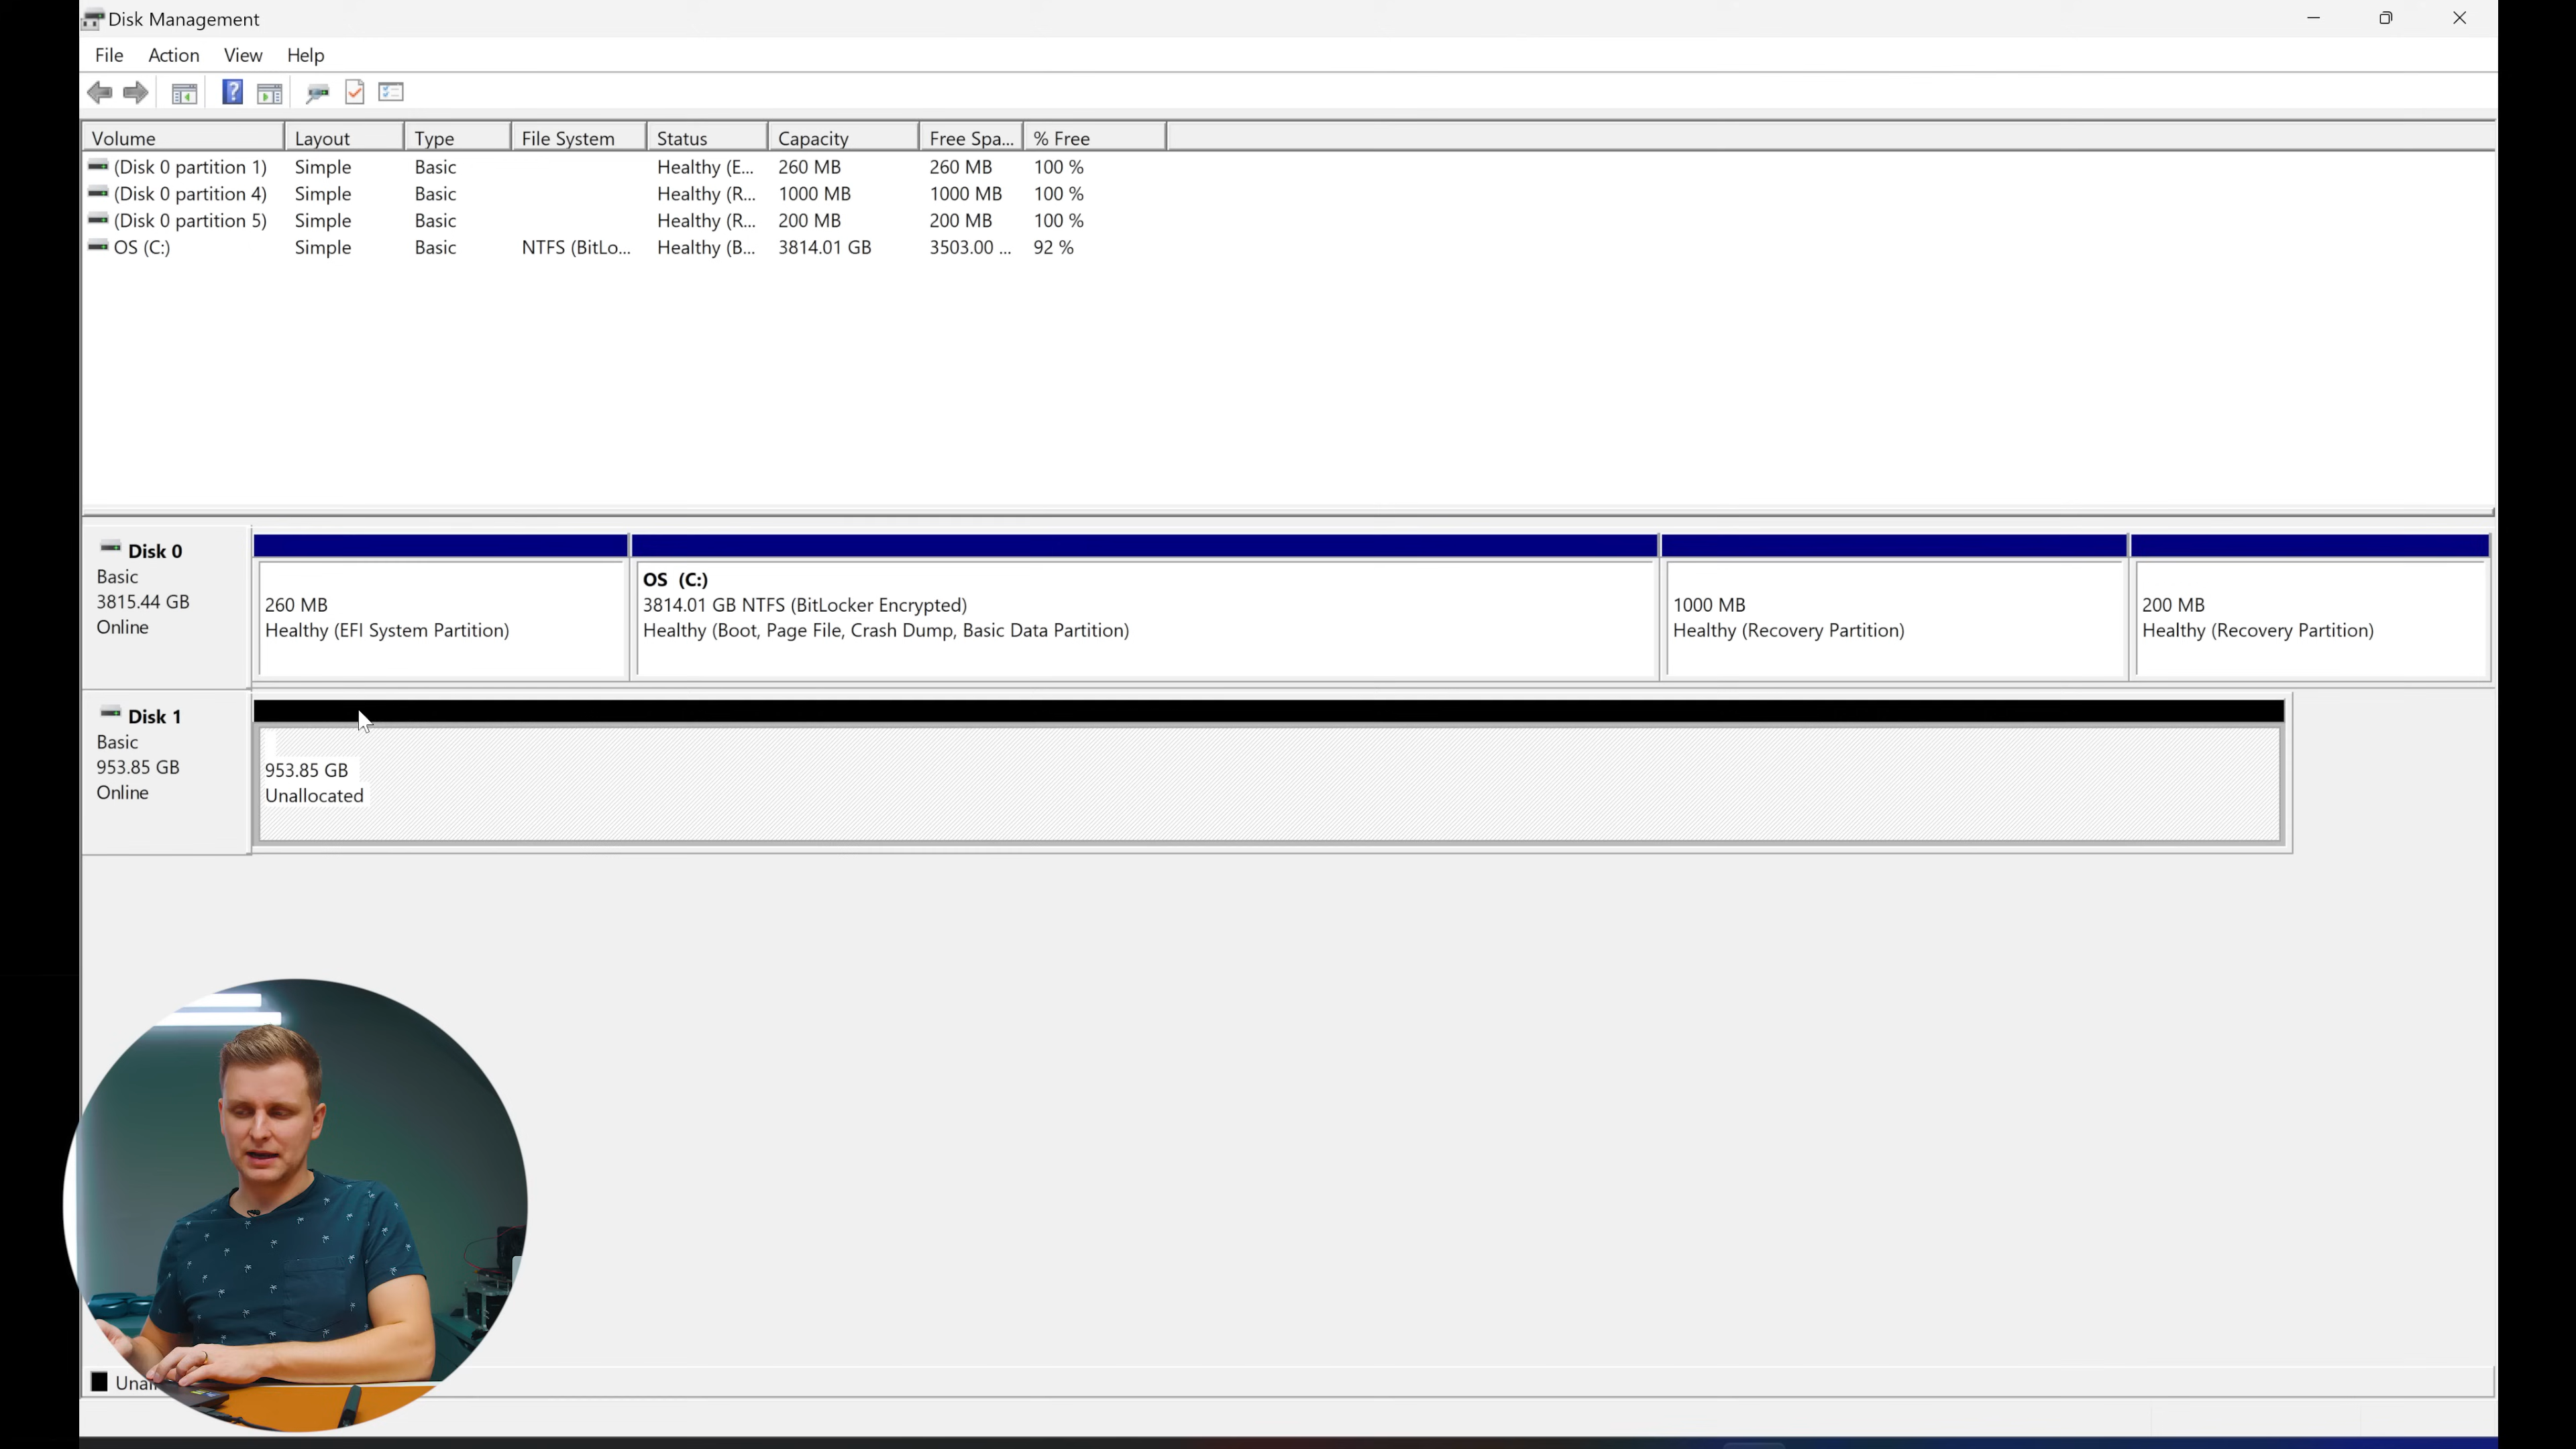 Disk Management
File Action View Help
Volume Layout Type File System Status Capacity Free Spa... % Free
(Disk 0 partition 1) Simple Basic Healthy (E... 260 MB 260 MB 100 %
(Disk 0 partition 4) Simple Basic Healthy (R... 1000 MB 1000 MB 100 %
(Disk 0 partition 5) Simple Basic Healthy (R... 200 MB 200 MB 100 %
OS (C:) Simple Basic NTFS (BitLo... Healthy (B... 3814.01 GB 3503.00 ... 92 %
Disk 0
Basic
3815.44 GB
Online
260 MB
Healthy (EFI System Partition)
OS (C:)
3814.01 GB NTFS (BitLocker Encrypted)
Healthy (Boot, Page File, Crash Dump, Basic Data Partition)
1000 MB
Healthy (Recovery Partition)
200 MB
Healthy (Recovery Partition)
Disk 1
Basic
953.85 GB
Online
953.85 GB
Unallocated